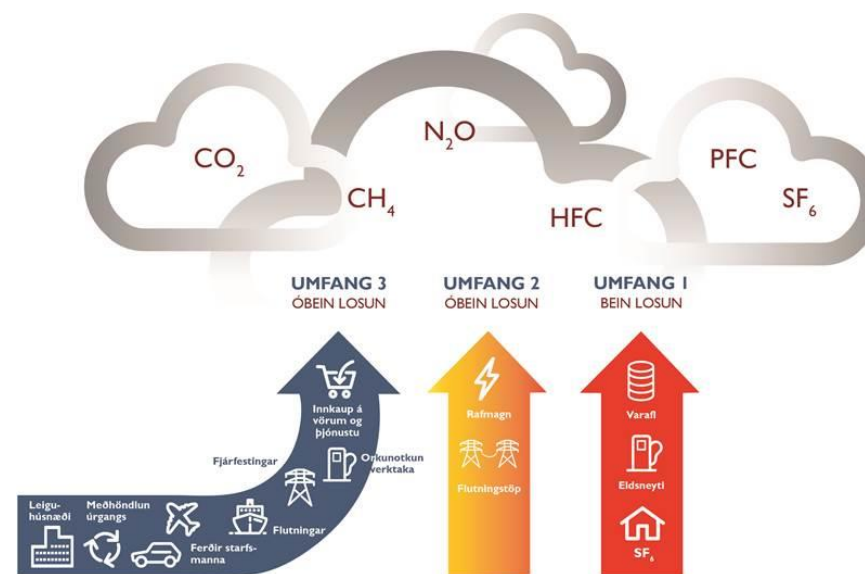 CO₂
CH₄
N₂O
HFC
PFC
SF₆
UMFANG 3
ÓBEIN LOSUN
UMFANG 2
ÓBEIN LOSUN
UMFANG 1
BEIN LOSUN
Innkaup á
vörum og
þjónustu
Orkunotkun
verktaka
Fjárfestingar
Flutningar
Ferðir starfs-
manna
Meðhöndlun
úrgangs
Leigu-
húsnæði
Rafmagn
Flutningstöp
Varafl
Eldsneyti
SF₆